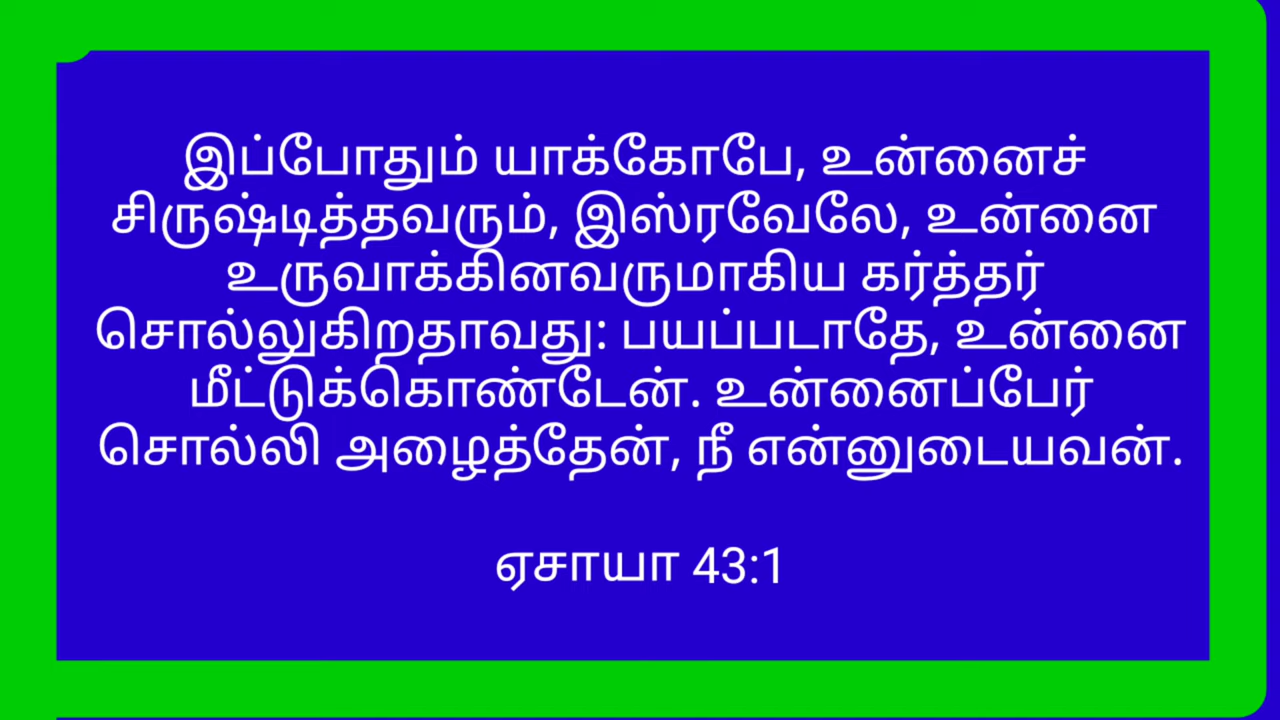 இப்போதும் யாக்கோபே, உன்னைச்
சிருஷ்டித்தவரும், இஸ்ரவேலே, உன்னை
உருவாக்கினவருமாகிய கர்த்தர்
சொல்லுகிறதாவது: பயப்படாதே, உன்னை
மீட்டுக்கொண்டேன். உன்னைப்பேர்
சொல்லி அழைத்தேன், நீ என்னுடையவன்.
ஏசாயா 43:1